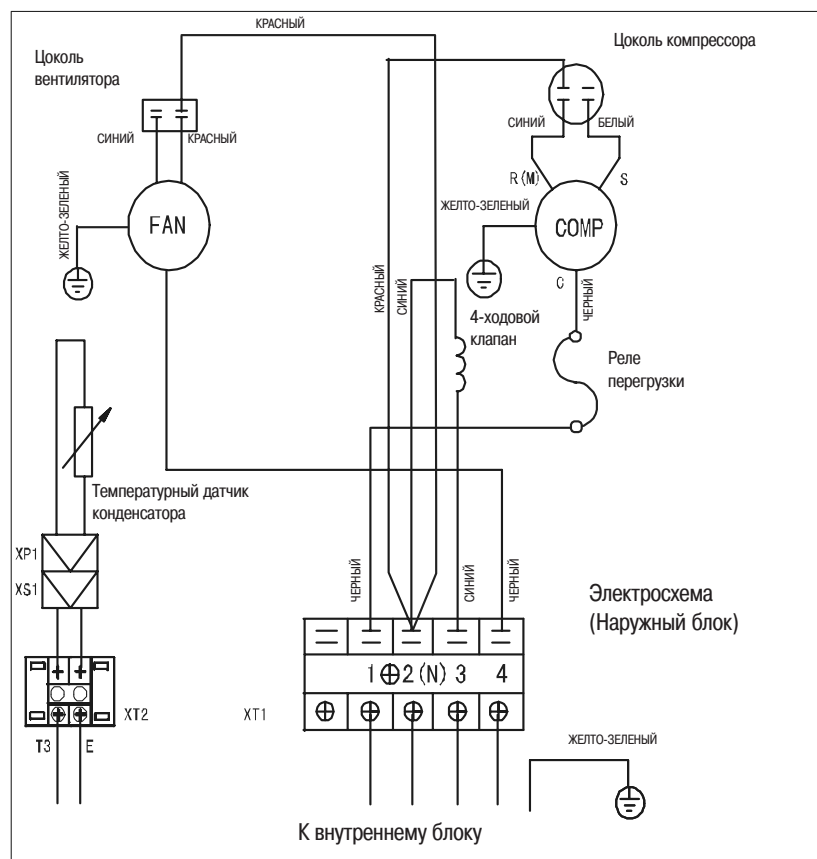 КРАСНЫЙ
Цоколь
вентилятора
Цоколь компрессора
СИНИЙ
КРАСНЫЙ
СИНИЙ
БЕЛЫЙ
R(M)
S
ЖЕЛТО-ЗЕЛЕНЫЙ
FAN
ЖЕЛТО-ЗЕЛЕНЫЙ
COMP
C
ЧЕРНЫЙ
КРАСНЫЙ
СИНИЙ
4-ходовой
клапан
Реле
перегрузки
Температурный датчик
конденсатора
XP1
XS1
ЧЕРНЫЙ
СИНИЙ
ЧЕРНЫЙ
Электросхема
(Наружный блок)
1 2(N) 3 4
XT2
XT1
T3
E
ЖЕЛТО-ЗЕЛЕНЫЙ
К внутреннему блоку